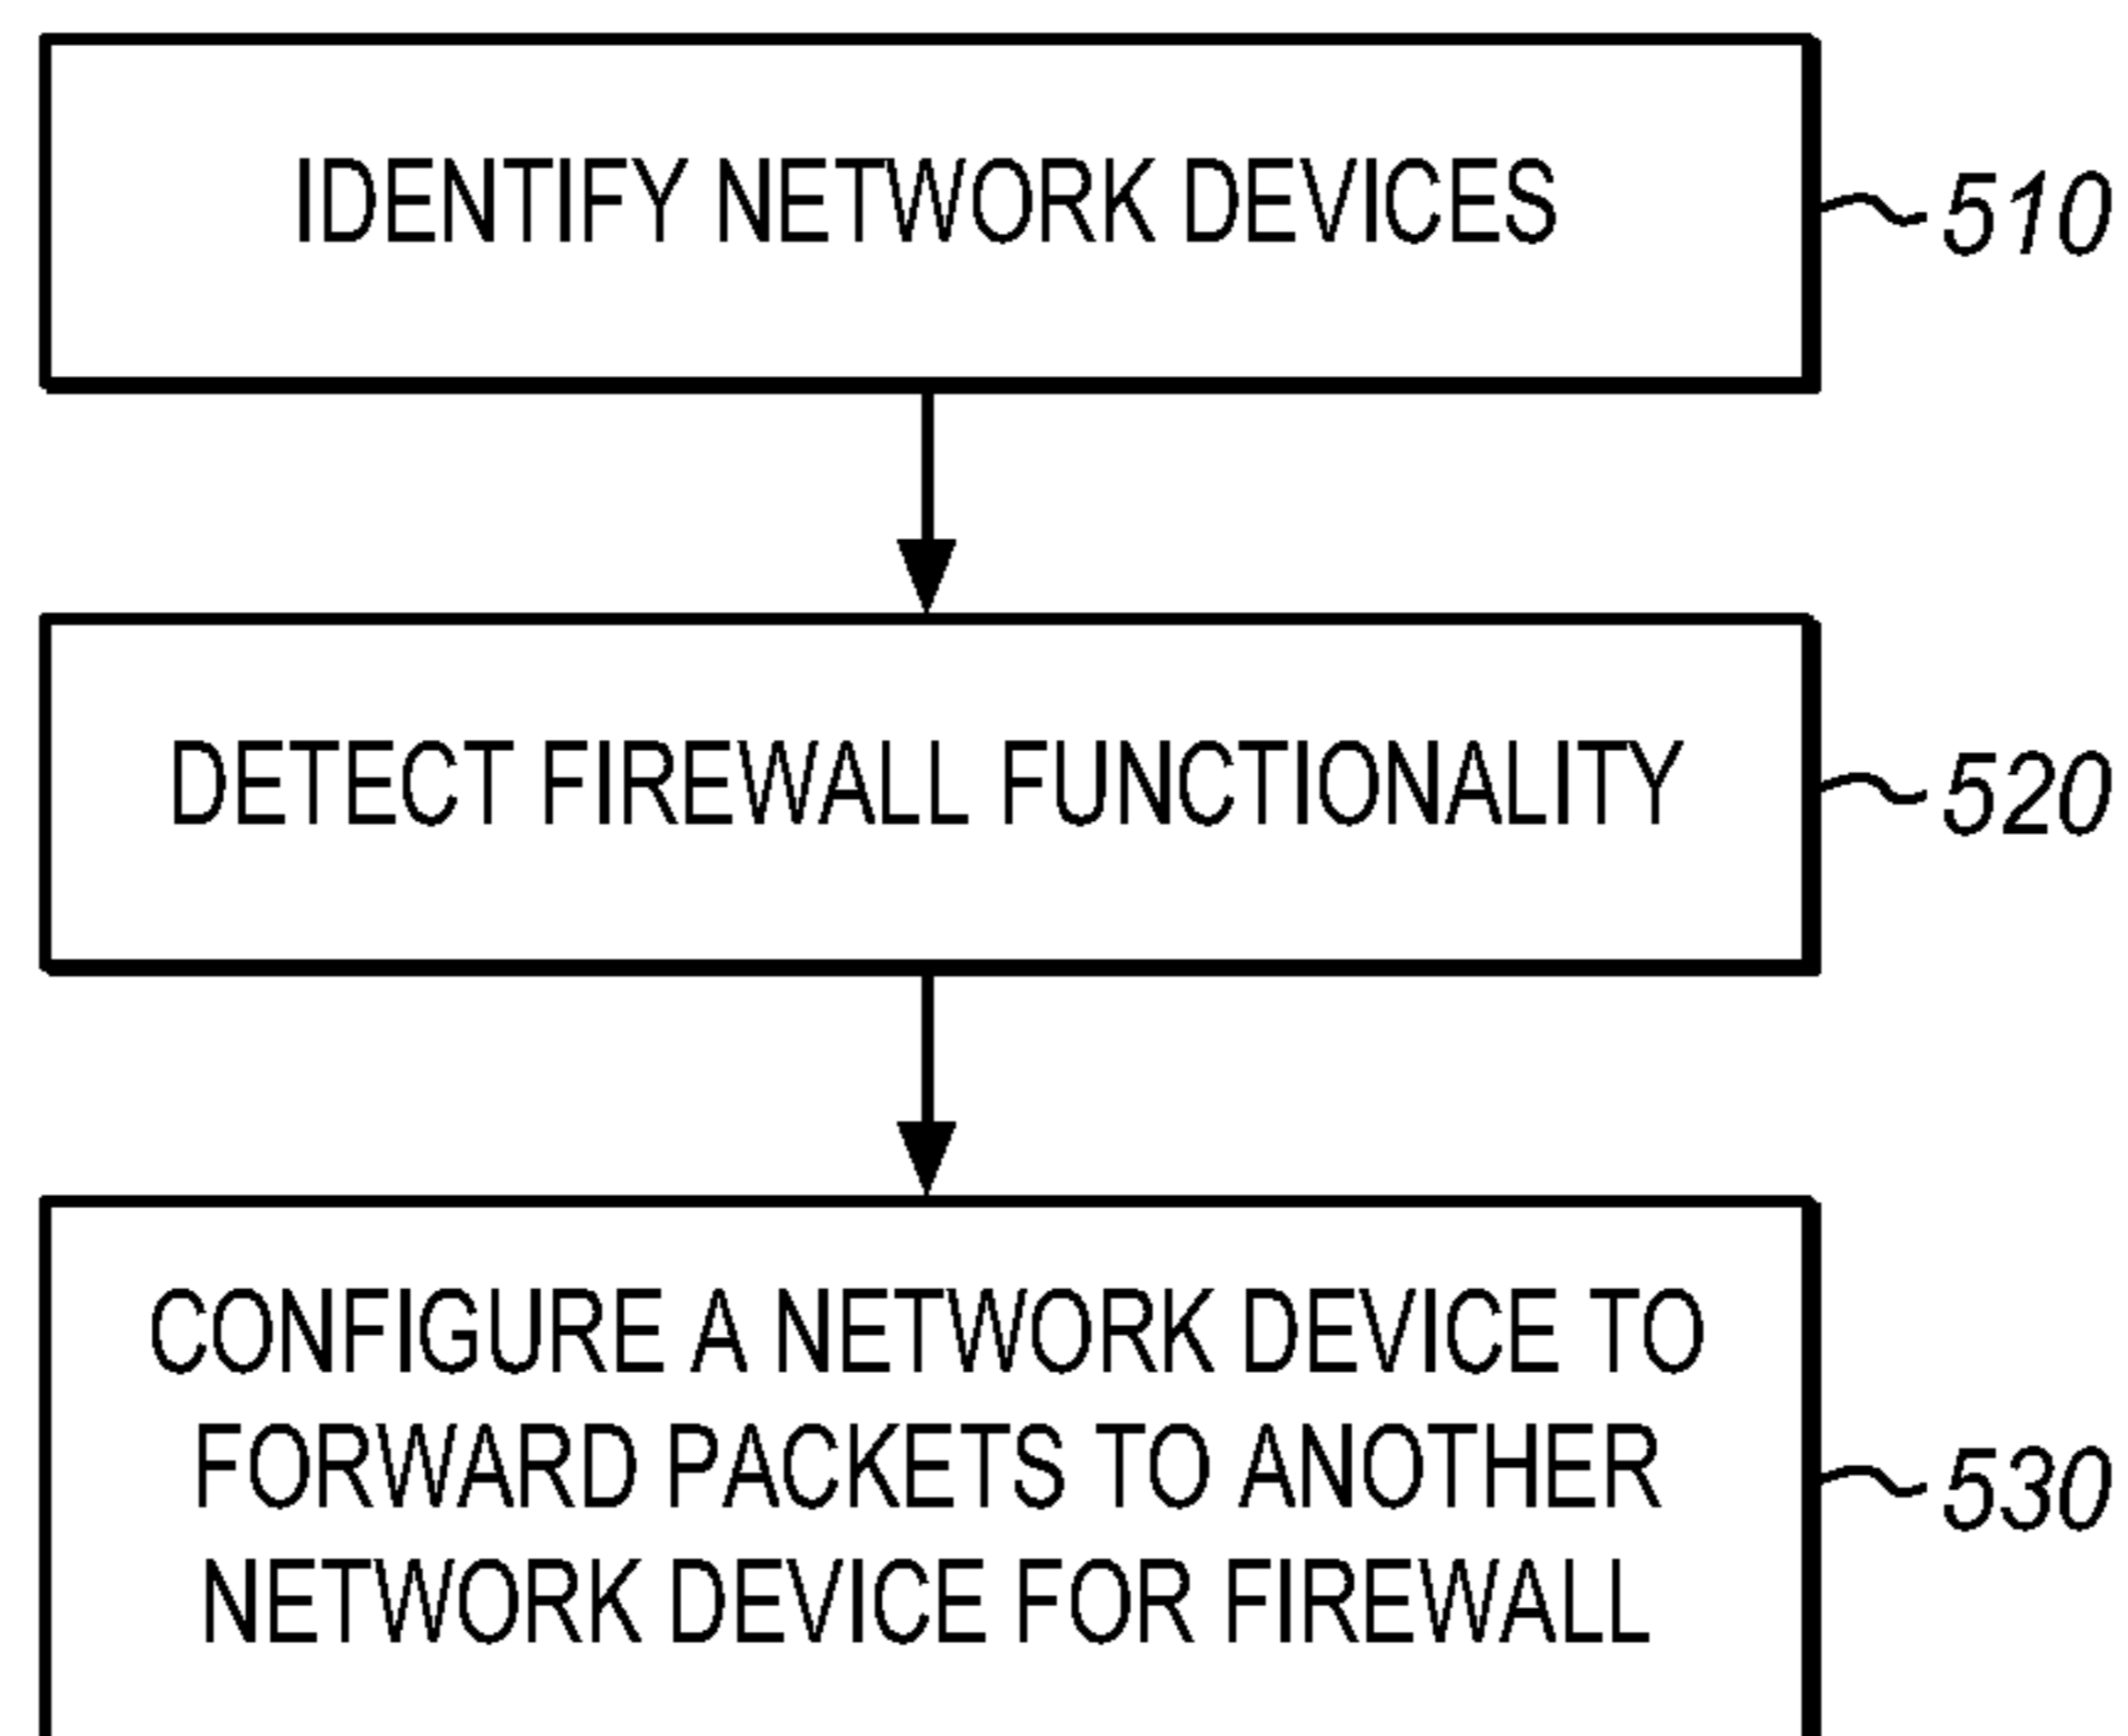 IDENTIFY NETWORK DEVICES
510
DETECT FIREWALL FUNCTIONALITY
520
CONFIGURE A NETWORK DEVICE TO
FORWARD PACKETS TO ANOTHER
NETWORK DEVICE FOR FIREWALL
530